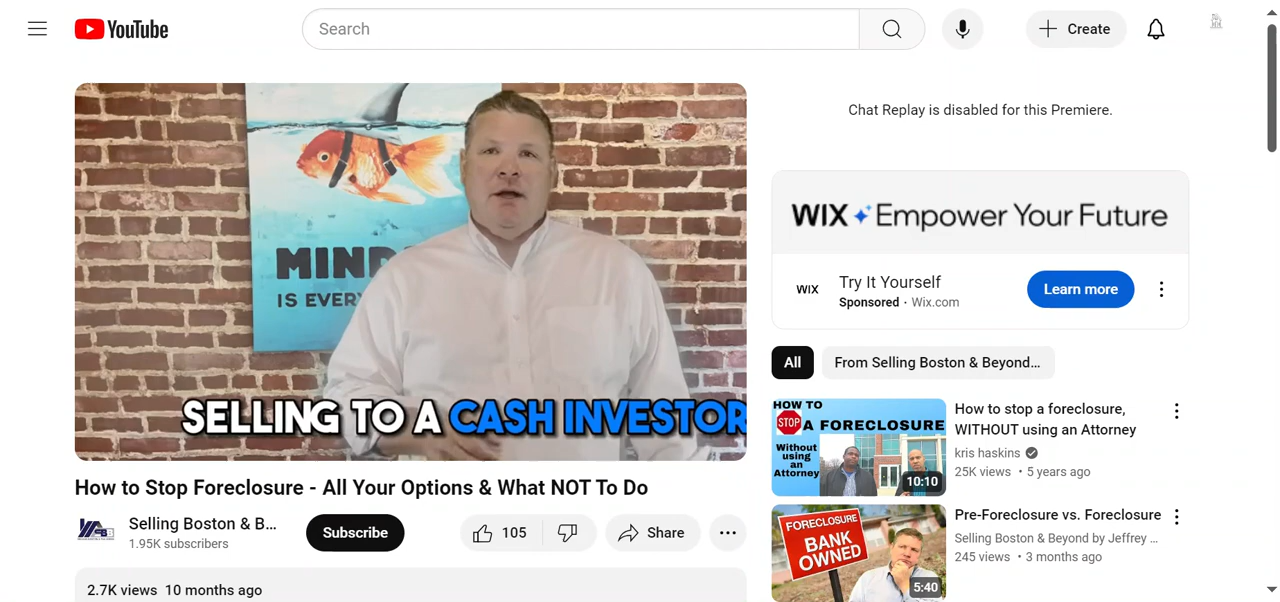 YouTube
Search
Create
MIND
IS EVERY
SELLING TO A CASH INVESTOR
How to Stop Foreclosure - All Your Options & What NOT To Do
Selling Boston & B...
1.95K subscribers
Subscribe
105
Share
2.7K views 10 months ago
Chat Replay is disabled for this Premiere.
WIX Empower Your Future
WIX
Try It Yourself
Sponsored · Wix.com
Learn more
All
From Selling Boston & Beyond...
HOW TO
STOP A FORECLOSURE
Without
using
an
Attorney
10:10
How to stop a foreclosure,
WITHOUT using an Attorney
kris haskins
25K views • 5 years ago
FORECLOSURE
BANK
OWNED
5:40
Pre-Foreclosure vs. Foreclosure
Selling Boston & Beyond by Jeffrey ...
245 views • 3 months ago